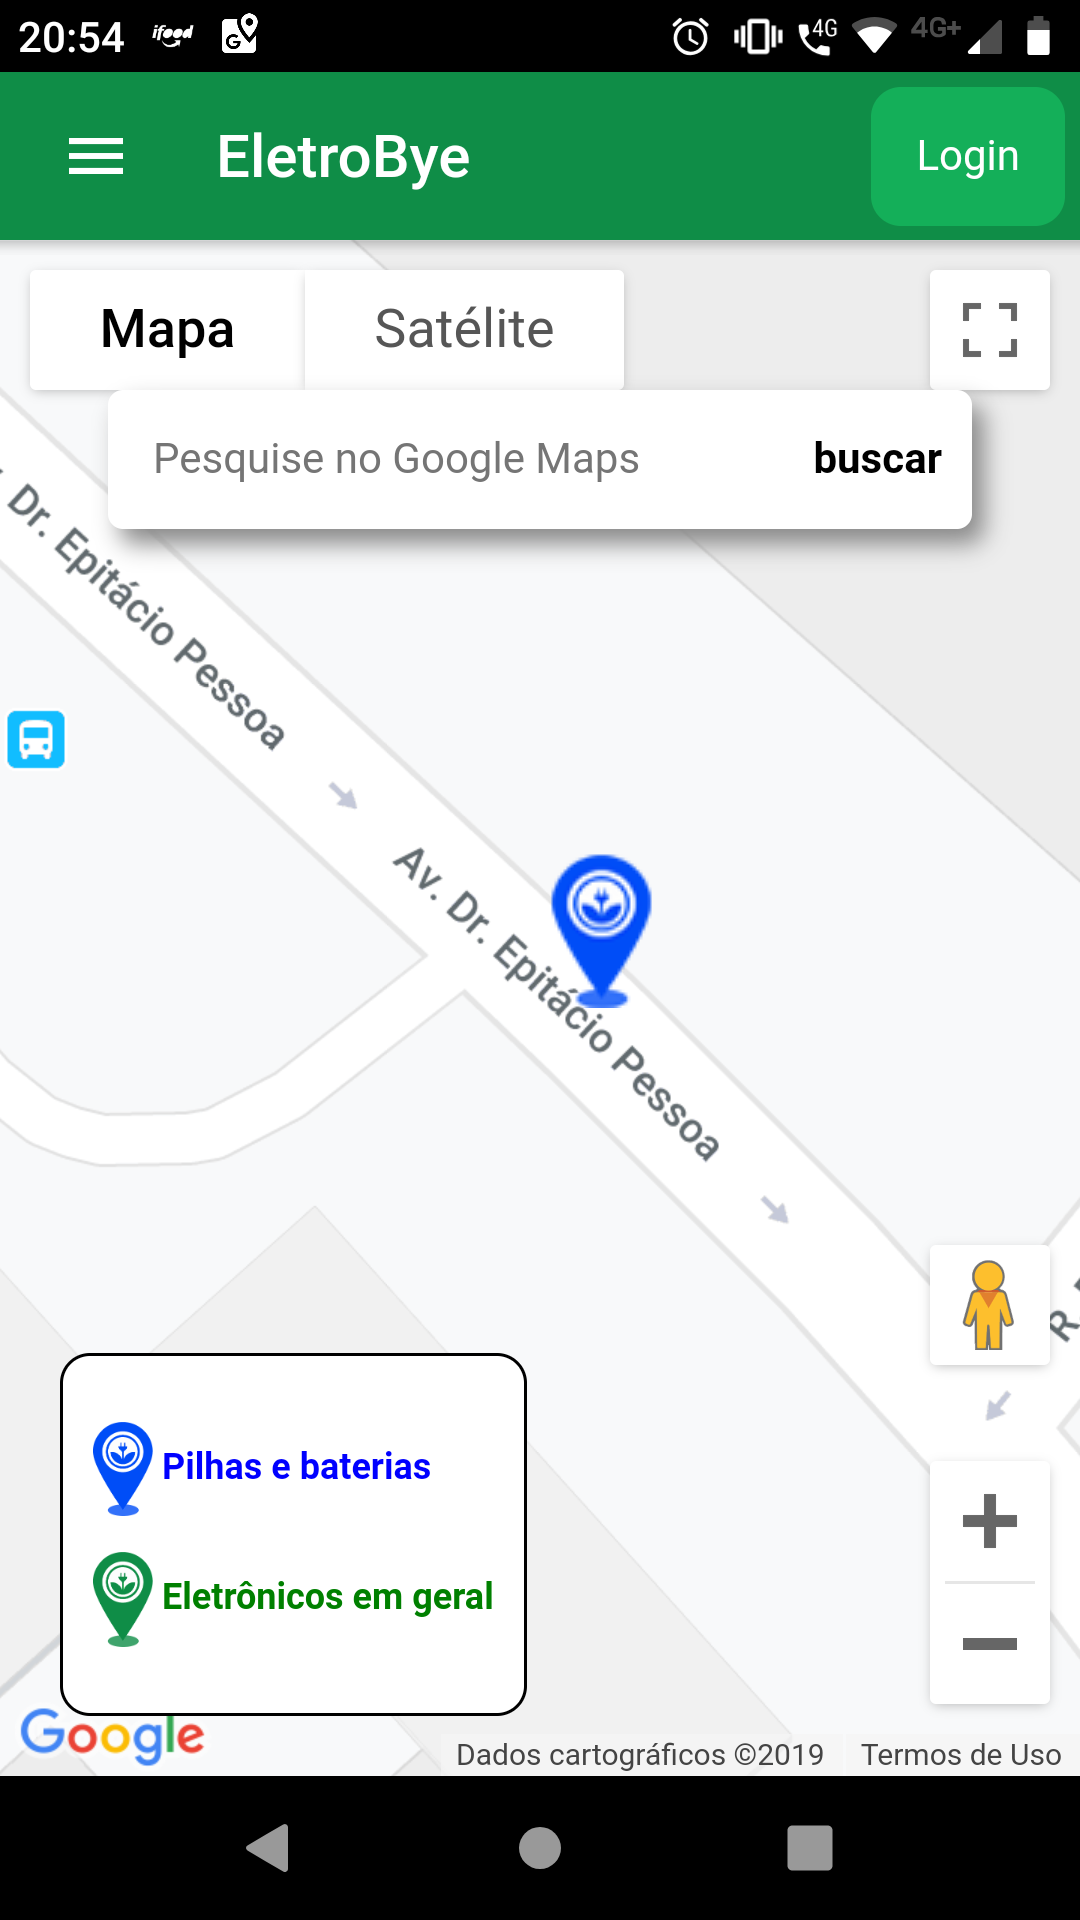 20:54 ifood G 4G 4G+
EletroBye Login
Mapa Satélite
Pesquise no Google Maps buscar
. Dr. Epitácio Pessoa
Av. Dr. Epitácio Pessoa
R.
Pilhas e baterias
Eletrônicos em geral
Google
Dados cartográficos ©2019 Termos de Uso